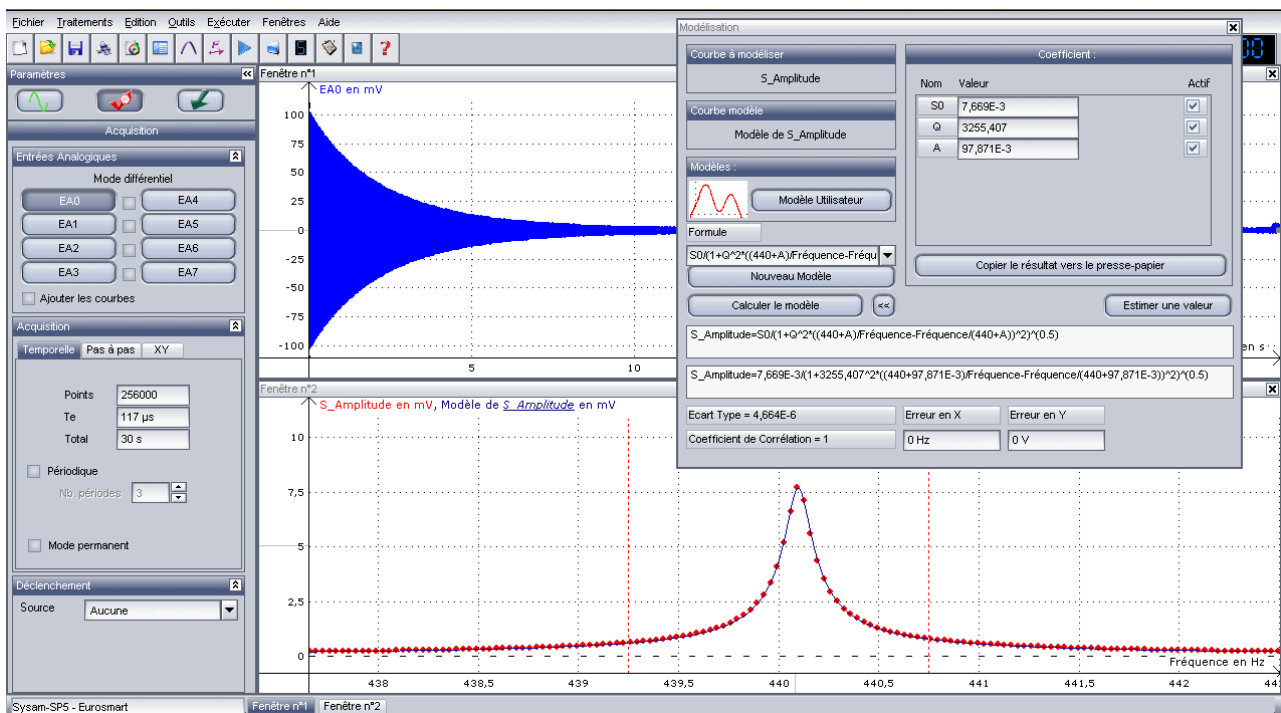 Fichier Traitements Edition Outils Exécuter Fenêtres Aide
Paramètres
Acquisition
Entrées Analogiques
Mode différentiel
EA0 EA4
EA1 EA5
EA2 EA6
EA3 EA7
Ajouter les courbes
Acquisition
Temporelle Pas à pas XY
Points 256000
Te 117 µs
Total 30 s
Périodique
Nb. périodes 3
Mode permanent
Déclenchement
Source Aucune
Sysam-SP5 - Eurosmart
Fenêtre n°1 Fenêtre n°2
Fenêtre n°1
EA0 en mV
100
75
50
25
0
-25
-50
-75
-100
5 10
en s
Fenêtre n°2
S_Amplitude en mV, Modèle de S_Amplitude en mV
10
7,5
5
2,5
0
Fréquence en Hz
438 438,5 439 439,5 440 440,5 441 441,5 442
Modélisation
Courbe à modéliser
S_Amplitude
Courbe modèle
Modèle de S_Amplitude
Modèles :
Modèle Utilisateur
Formule
S0/(1+Q^2*((440+A)/Fréquence-Fréqu
Nouveau Modèle
Calculer le modèle <<
Coefficient :
Nom Valeur Actif
S0 7,669E-3
Q 3255,407
A 97,871E-3
Copier le résultat vers le presse-papier
Estimer une valeur
S_Amplitude=S0/(1+Q^2*((440+A)/Fréquence-Fréquence/(440+A))^2)^(0.5)
S_Amplitude=7,669E-3/(1+3255,407^2*((440+97,871E-3)/Fréquence-Fréquence/(440+97,871E-3))^2)^(0.5)
Ecart Type = 4,664E-6 Erreur en X Erreur en Y
Coefficient de Corrélation = 1 0 Hz 0 V